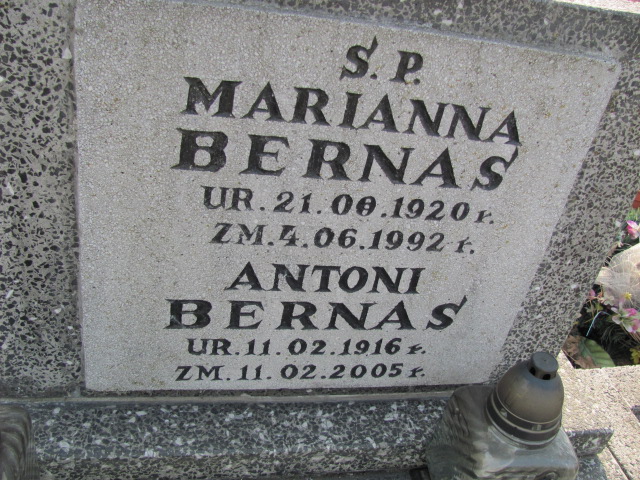 Ś. P.
MARIANNA
BERNAŚ
UR. 21.08.1920 r.
ZM. 4.06.1992 r.
ANTONI
BERNAŚ
UR. 11.02.1916 r.
ZM. 11.02.2005 r.